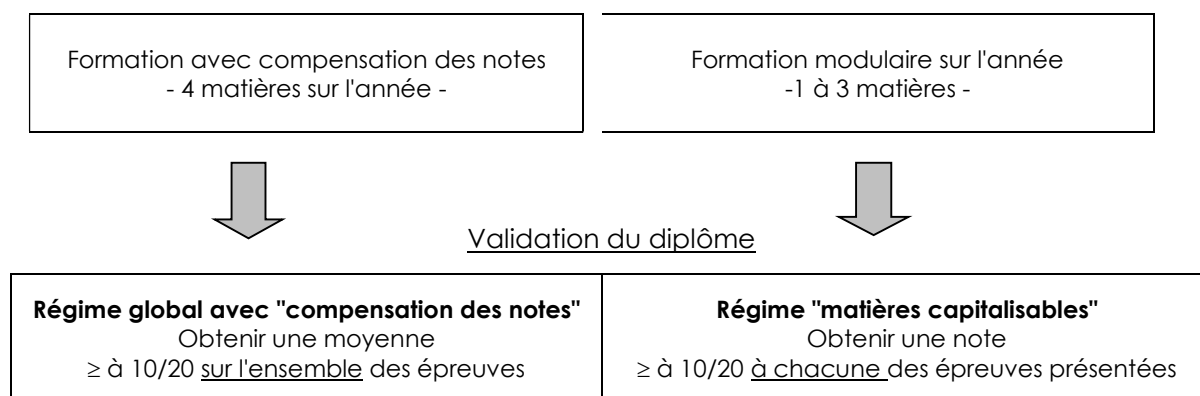 Formation avec compensation des notes
- 4 matières sur l'année -
Formation modulaire sur l'année
-1 à 3 matières -
Validation du diplôme
Régime global avec "compensation des notes"
Obtenir une moyenne
≥ à 10/20 sur l'ensemble des épreuves
Régime "matières capitalisables"
Obtenir une note
≥ à 10/20 à chacune des épreuves présentées